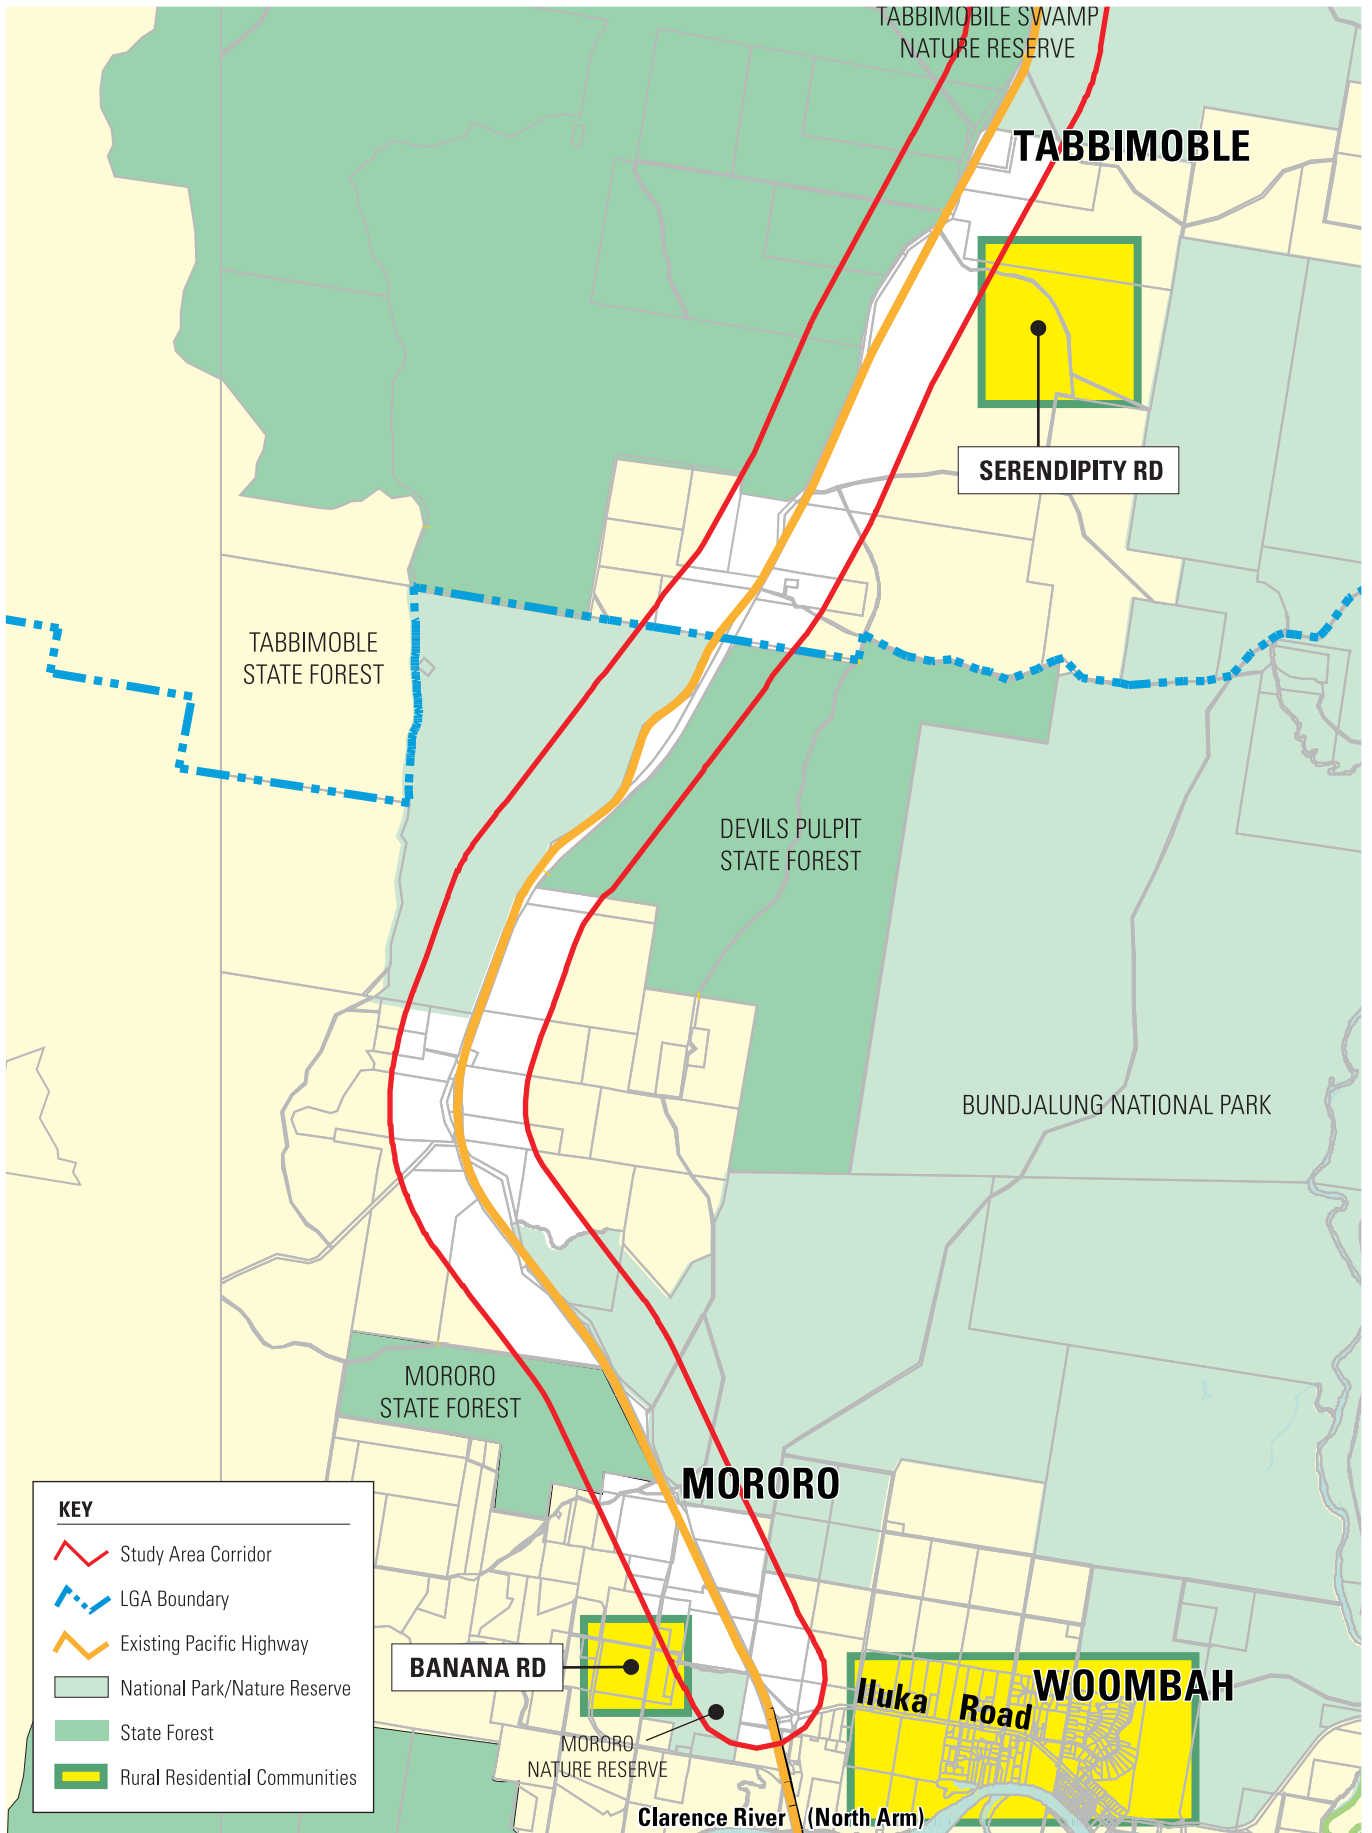 TABBIMOBILE SWAMP
NATURE RESERVE
TABBIMOBLE
SERENDIPITY RD
TABBIMOBLE
STATE FOREST
DEVILS PULPIT
STATE FOREST
BUNDJALUNG NATIONAL PARK
MORORO
STATE FOREST
MORORO
KEY
Study Area Corridor
LGA Boundary
Existing Pacific Highway
National Park/Nature Reserve
State Forest
Rural Residential Communities
BANANA RD
WOOMBAH
Iluka Road
MORORO
NATURE RESERVE
Clarence River (North Arm)